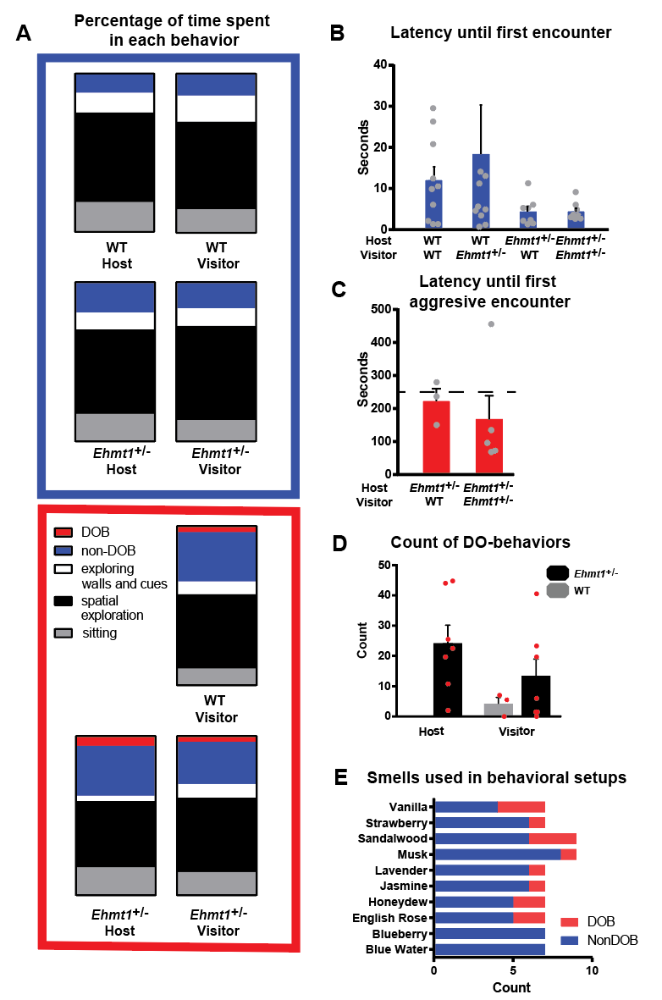 A
Percentage of time spent
in each behavior
WT
Host
WT
Visitor
Ehmt1+/-
Host
Ehmt1+/-
Visitor
DOB
non-DOB
exploring
walls and cues
spatial
exploration
sitting
WT
Visitor
Ehmt1+/-
Host
Ehmt1+/-
Visitor
B
Latency until first encounter
Seconds
40
30
20
10
0
Host WT WT Ehmt1+/- Ehmt1+/-
Visitor WT Ehmt1+/- WT Ehmt1+/-
C
Latency until first
aggresive encounter
Seconds
500
400
300
200
100
0
Host Ehmt1+/- Ehmt1+/-
Visitor WT Ehmt1+/-
D
Count of DO-behaviors
Count
50
40
30
20
10
0
Ehmt1+/-
WT
Host Visitor
E
Smells used in behavioral setups
Vanilla
Strawberry
Sandalwood
Musk
Lavender
Jasmine
Honeydew
English Rose
Blueberry
Blue Water
DOB
NonDOB
0 5 10
Count